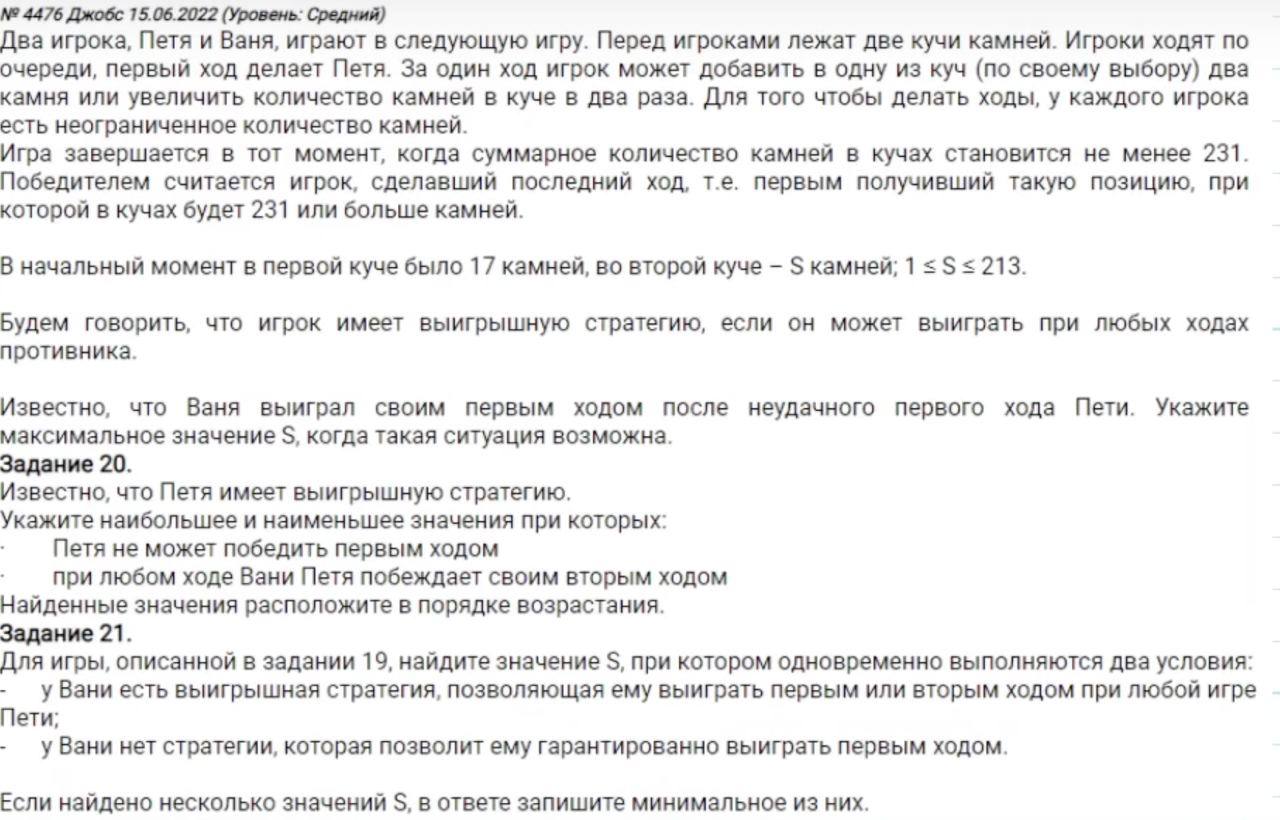 № 4476 Джобс 15.06.2022 (Уровень: Средний)
Два игрока, Петя и Ваня, играют в следующую игру. Перед игроками лежат две кучи камней. Игроки ходят по
очереди, первый ход делает Петя. За один ход игрок может добавить в одну из куч (по своему выбору) два
камня или увеличить количество камней в куче в два раза. Для того чтобы делать ходы, у каждого игрока
есть неограниченное количество камней.
Игра завершается в тот момент, когда суммарное количество камней в кучах становится не менее 231.
Победителем считается игрок, сделавший последний ход, т.е. первым получивший такую позицию, при
которой в кучах будет 231 или больше камней.
В начальный момент в первой куче было 17 камней, во второй куче – S камней; 1 ≤ S ≤ 213.
Будем говорить, что игрок имеет выигрышную стратегию, если он может выиграть при любых ходах
противника.
Известно, что Ваня выиграл своим первым ходом после неудачного первого хода Пети. Укажите
максимальное значение S, когда такая ситуация возможна.
Задание 20.
Известно, что Петя имеет выигрышную стратегию.
Укажите наибольшее и наименьшее значения при которых:
· Петя не может победить первым ходом
· при любом ходе Вани Петя побеждает своим вторым ходом
Найденные значения расположите в порядке возрастания.
Задание 21.
Для игры, описанной в задании 19, найдите значение S, при котором одновременно выполняются два условия:
- у Вани есть выигрышная стратегия, позволяющая ему выиграть первым или вторым ходом при любой игре
Пети;
- у Вани нет стратегии, которая позволит ему гарантированно выиграть первым ходом.
Если найдено несколько значений S, в ответе запишите минимальное из них.